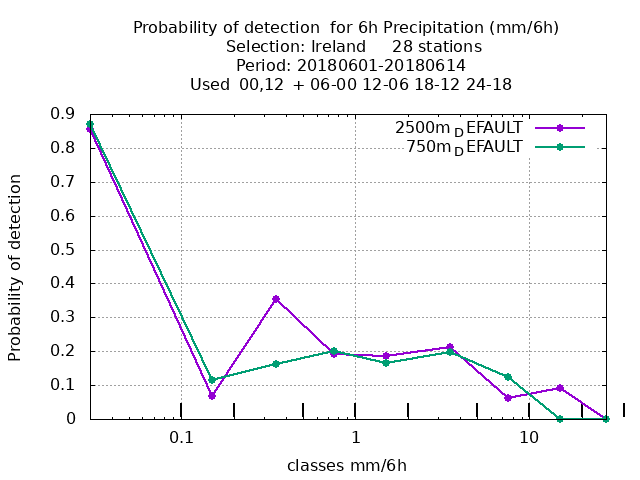 Probability of detection  for 6h Precipitation (mm/6h)
Selection: Ireland     28 stations
Period: 20180601-20180614
Used  00,12  + 06-00 12-06 18-12 24-18
2500m_DEFAULT
750m_DEFAULT
Probability of detection
0.9
0.8
0.7
0.6
0.5
0.4
0.3
0.2
0.1
0
0.1 1 10
classes mm/6h